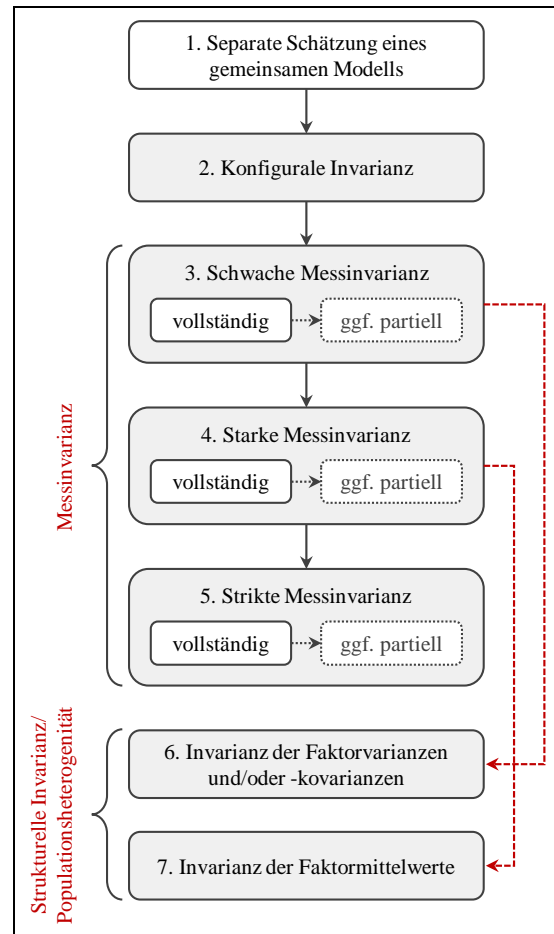 1. Separate Schätzung eines
gemeinsamen Modells
2. Konfigurale Invarianz
Messinvarianz
3. Schwache Messinvarianz
vollständig
ggf. partiell
4. Starke Messinvarianz
vollständig
ggf. partiell
5. Strikte Messinvarianz
vollständig
ggf. partiell
Strukturelle Invarianz/
Populationsheterogenität
6. Invarianz der Faktorvarianzen
und/oder -kovarianzen
7. Invarianz der Faktormittelwerte